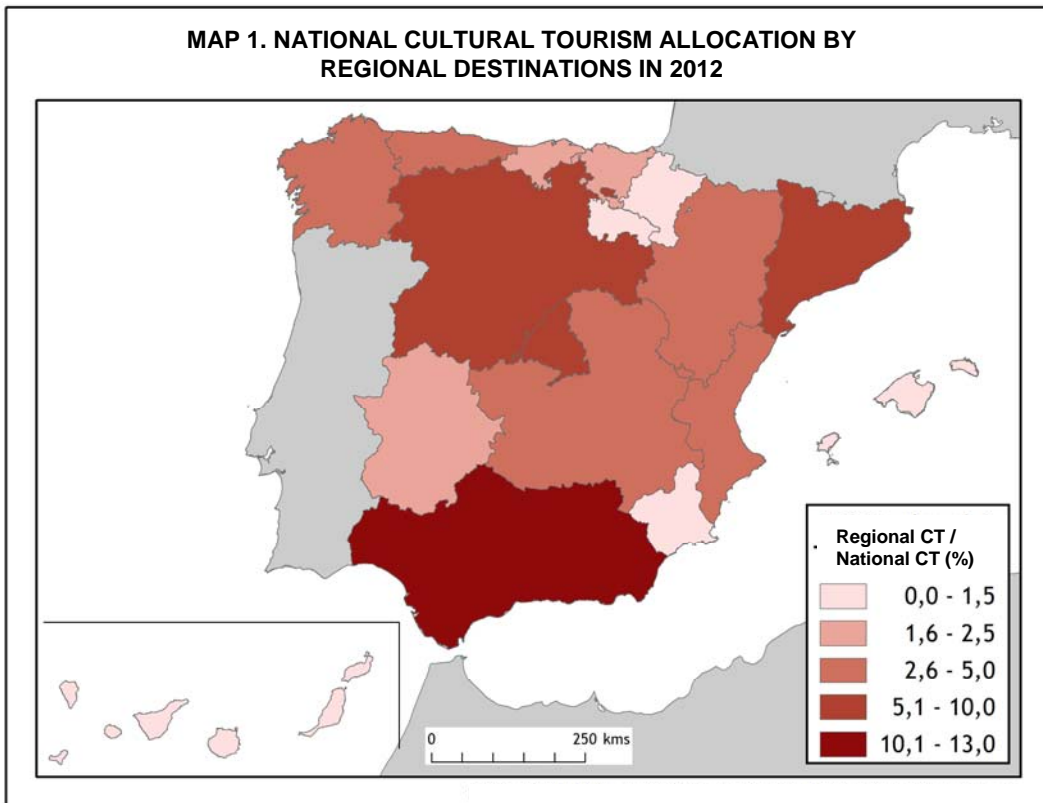 MAP 1. NATIONAL CULTURAL TOURISM ALLOCATION BY
REGIONAL DESTINATIONS IN 2012
Regional CT /
National CT (%)
0,0 - 1,5
1,6 - 2,5
2,6 - 5,0
5,1 - 10,0
10,1 - 13,0
0 250 kms